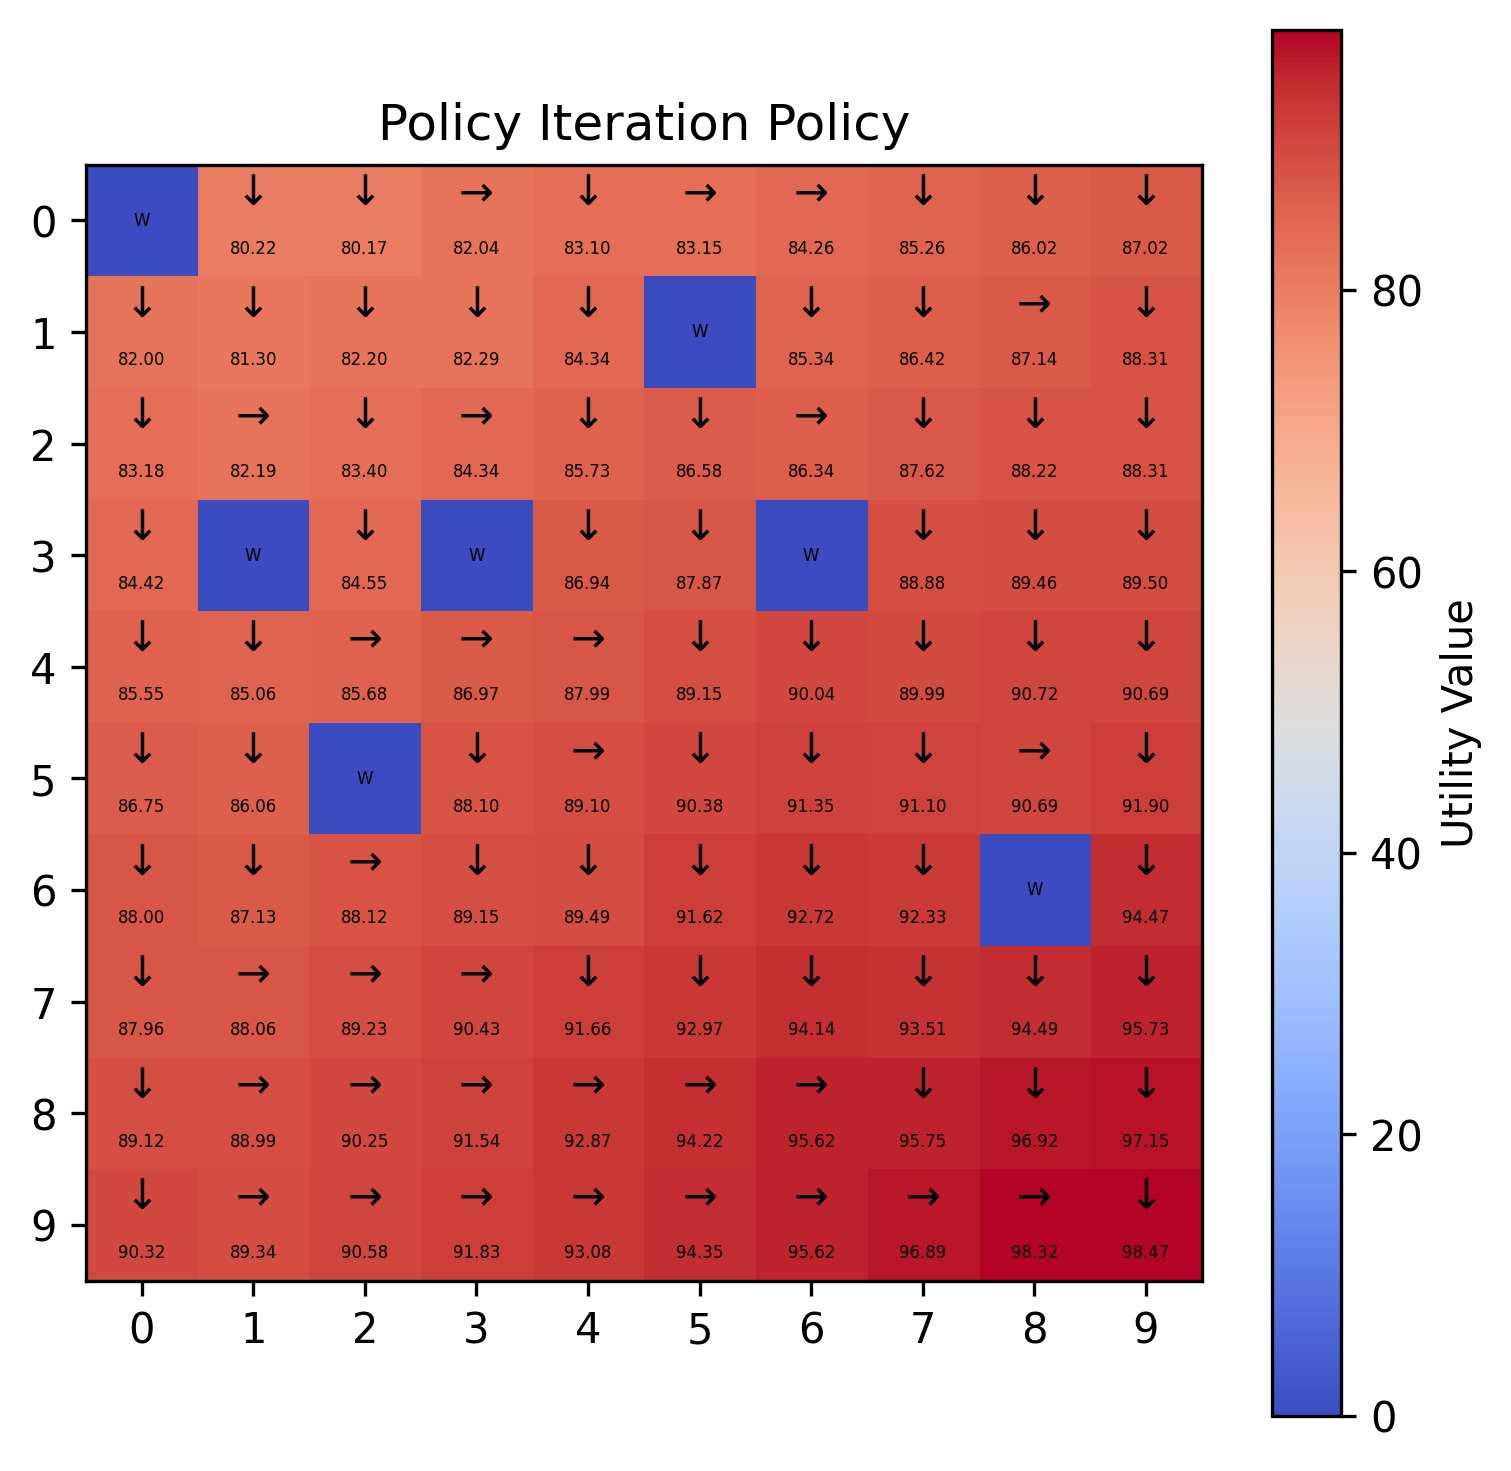 Policy Iteration Policy
0 W ↓ ↓ → ↓ → → ↓ ↓ ↓
80.22 80.17 82.04 83.10 83.15 84.26 85.26 86.02 87.02
1 ↓ ↓ ↓ ↓ ↓ W ↓ ↓ → ↓
82.00 81.30 82.20 82.29 84.34 85.34 86.42 87.14 88.31
2 ↓ → ↓ → ↓ ↓ → ↓ ↓ ↓
83.18 82.19 83.40 84.34 85.73 86.58 86.34 87.62 88.22 88.31
3 ↓ W ↓ W ↓ ↓ W ↓ ↓ ↓
84.42 84.55 86.94 87.87 88.88 89.46 89.50
4 ↓ ↓ → → → ↓ ↓ ↓ ↓ ↓
85.55 85.06 85.68 86.97 87.99 89.15 90.04 89.99 90.72 90.69
5 ↓ ↓ W ↓ → ↓ ↓ ↓ → ↓
86.75 86.06 88.10 89.10 90.38 91.35 91.10 90.69 91.90
6 ↓ ↓ → ↓ ↓ ↓ ↓ ↓ W ↓
88.00 87.13 88.12 89.15 89.49 91.62 92.72 92.33 94.47
7 ↓ → → → ↓ ↓ ↓ ↓ ↓ ↓
87.96 88.06 89.23 90.43 91.66 92.97 94.14 93.51 94.49 95.73
8 ↓ → → → → → → ↓ ↓ ↓
89.12 88.99 90.25 91.54 92.87 94.22 95.62 95.75 96.92 97.15
9 ↓ → → → → → → → → ↓
90.32 89.34 90.58 91.83 93.08 94.35 95.62 96.89 98.32 98.47
0 1 2 3 4 5 6 7 8 9
80
60
40
20
0
Utility Value